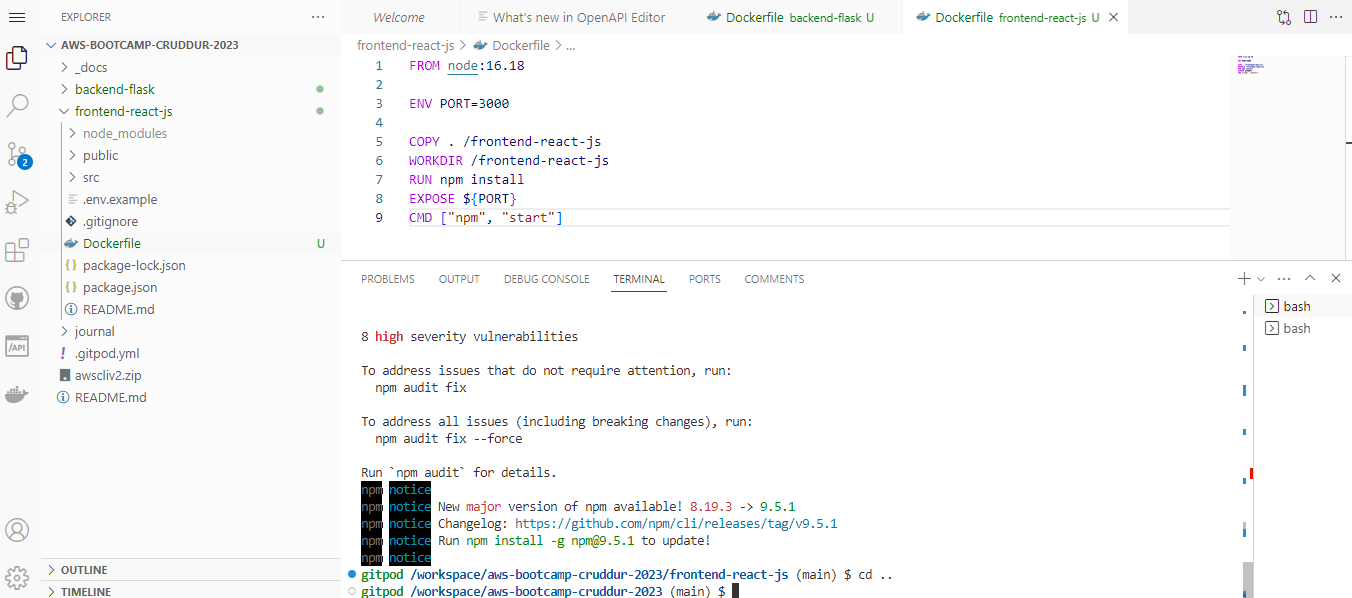 EXPLORER
AWS-BOOTCAMP-CRUDDUR-2023
_docs
backend-flask
frontend-react-js
node_modules
public
src
.env.example
.gitignore
Dockerfile U
package-lock.json
package.json
README.md
journal
.gitpod.yml
awscliv2.zip
README.md
OUTLINE
TIMELINE
2
/API
Welcome
What's new in OpenAPI Editor
Dockerfile backend-flask U
Dockerfile frontend-react-js U
frontend-react-js > Dockerfile > ...
1 FROM node:16.18
2
3 ENV PORT=3000
4
5 COPY . /frontend-react-js
6 WORKDIR /frontend-react-js
7 RUN npm install
8 EXPOSE ${PORT}
9 CMD ["npm", "start"]
PROBLEMS OUTPUT DEBUG CONSOLE TERMINAL PORTS COMMENTS
8 high severity vulnerabilities
To address issues that do not require attention, run:
npm audit fix
To address all issues (including breaking changes), run:
npm audit fix --force
Run `npm audit` for details.
npm notice
npm notice New major version of npm available! 8.19.3 -> 9.5.1
npm notice Changelog: https://github.com/npm/cli/releases/tag/v9.5.1
npm notice Run npm install -g npm@9.5.1 to update!
npm notice
gitpod /workspace/aws-bootcamp-cruddur-2023/frontend-react-js (main) $ cd ..
gitpod /workspace/aws-bootcamp-cruddur-2023 (main) $
bash
bash